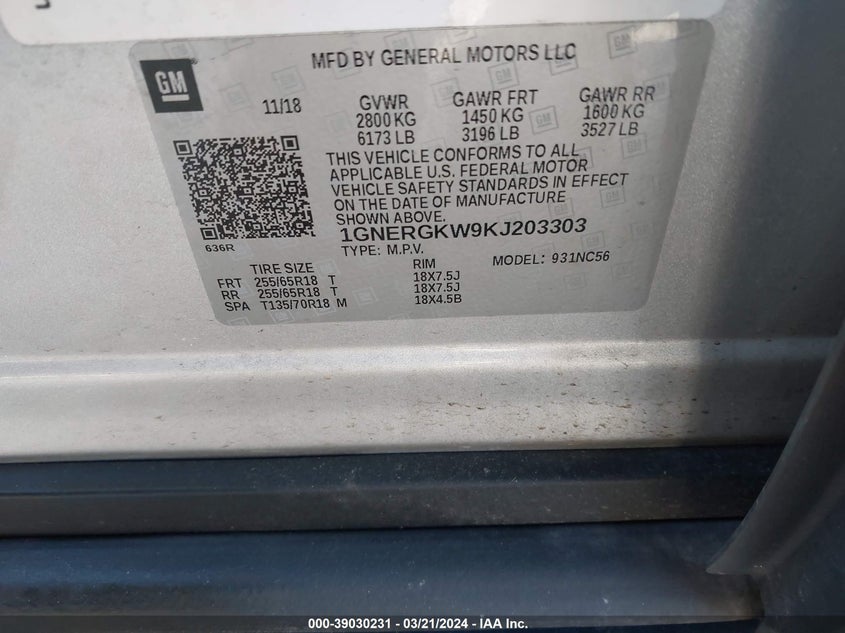 MFD BY GENERAL MOTORS LLC
GM
11/18 GVWR GAWR FRT GAWR RR
2800 KG 1450 KG 1600 KG
6173 LB 3196 LB 3527 LB
THIS VEHICLE CONFORMS TO ALL
APPLICABLE U.S. FEDERAL MOTOR
VEHICLE SAFETY STANDARDS IN EFFECT
ON THE DATE OF MANUFACTURE
SHOWN ABOVE.
636R
1GNERGKW9KJ203303
TYPE: M.P.V. MODEL: 931NC56
TIRE SIZE RIM
FRT 255/65R18 T 18X7.5J
RR 255/65R18 T 18X7.5J
SPA T135/70R18 M 18X4.5B
000-39030231 - 03/21/2024 - IAA Inc.